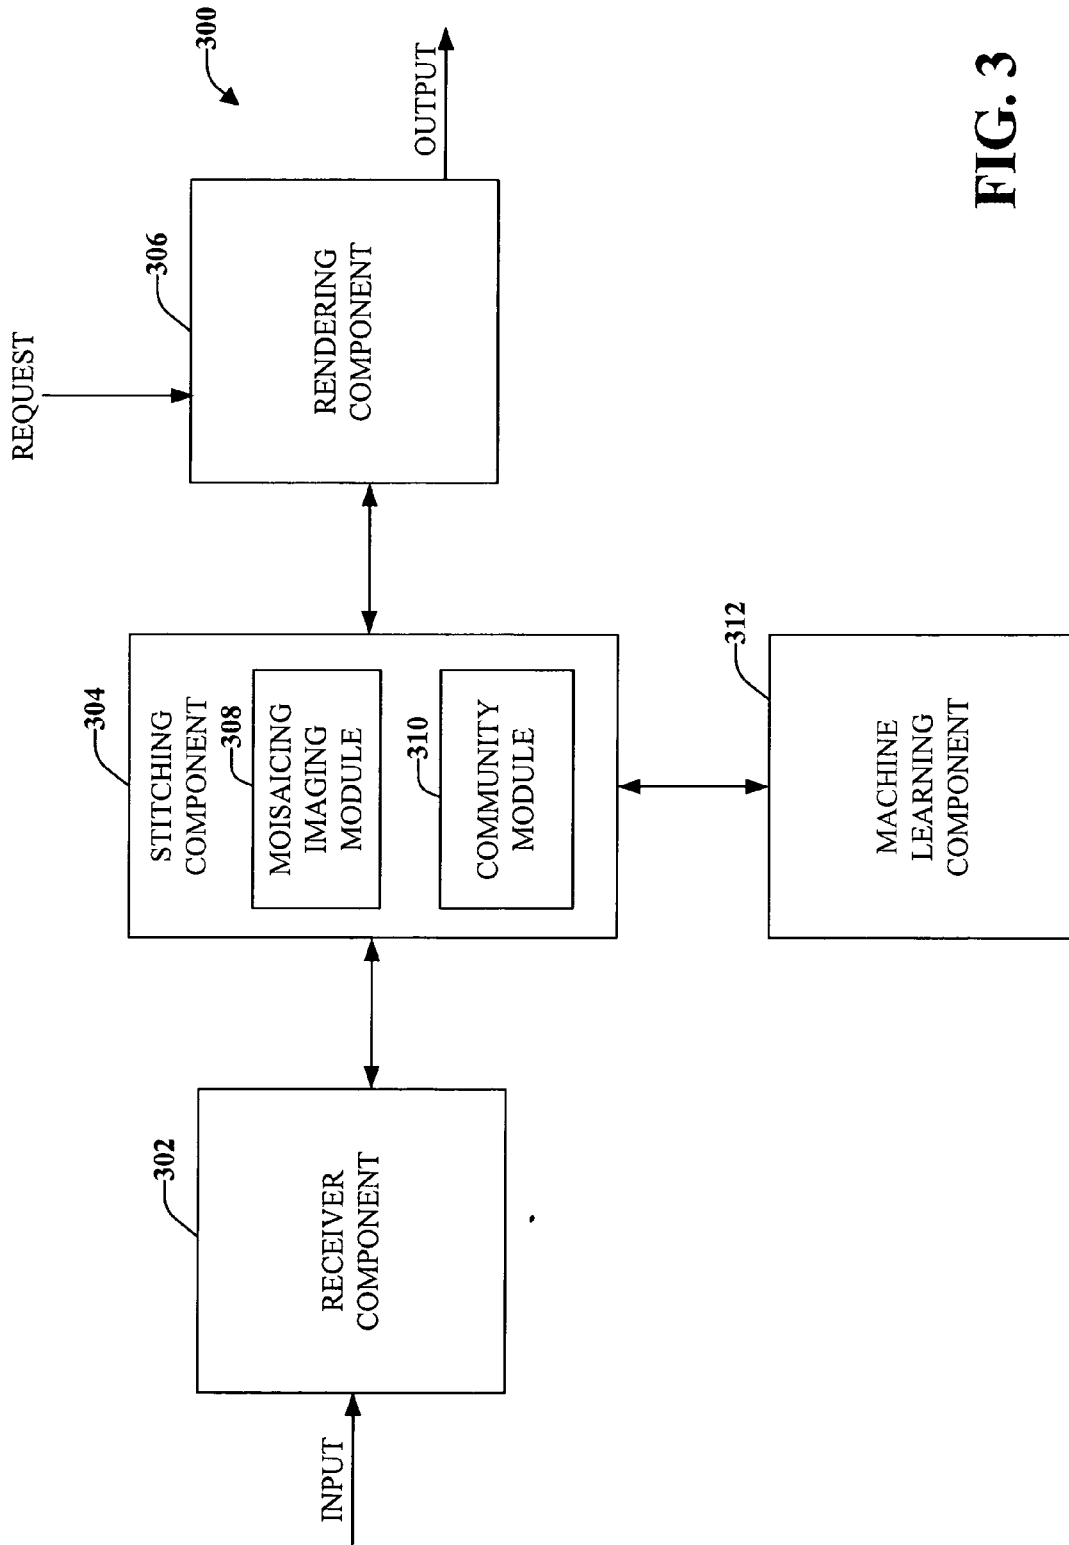 300
REQUEST
306
RENDERING
COMPONENT
OUTPUT
304
STITCHING
COMPONENT
308
MOISAICING
IMAGING
MODULE
310
COMMUNITY
MODULE
302
RECEIVER
COMPONENT
INPUT
312
MACHINE
LEARNING
COMPONENT
FIG. 3